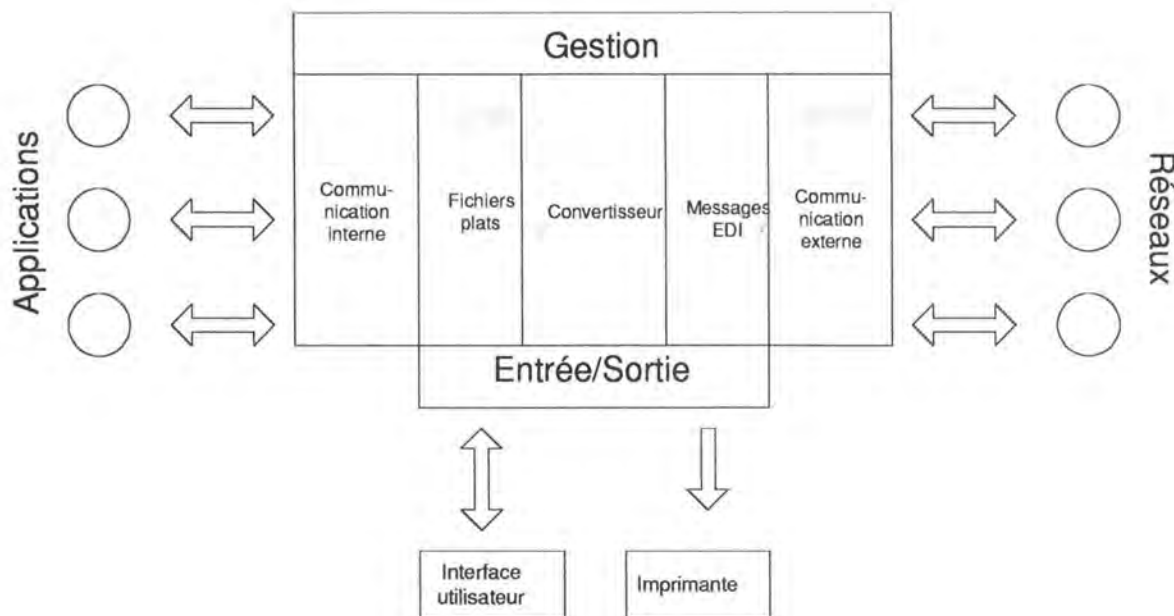 Gestion
Applications
Commu-
nication
interne
Fichiers
plats
Convertisseur
Messages
EDI
Commu-
nication
externe
Réseaux
Entrée/Sortie
Interface
utilisateur
Imprimante